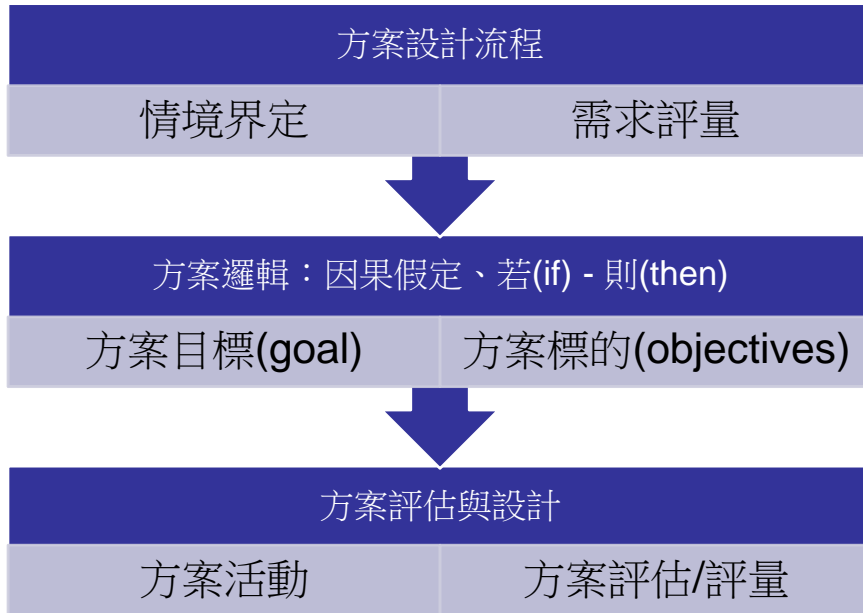 方案設計流程
情境界定 需求評量
方案邏輯：因果假定、若(if) - 則(then)
方案目標(goal) 方案標的(objectives)
方案評估與設計
方案活動 方案評估/評量